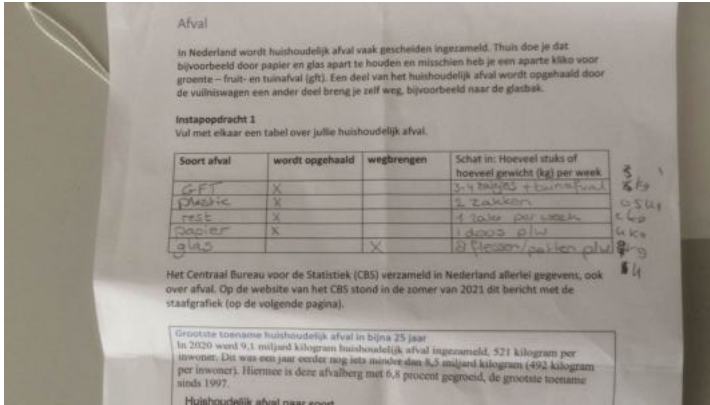 Afval
In Nederland wordt huishoudelijk afval vaak gescheiden ingezameld. Thuis doe je dat
bijvoorbeeld door papier en glas apart te houden en misschien heb je een aparte kliko voor
groente – fruit- en tuinafval (gft). Een deel van het huishoudelijk afval wordt opgehaald door
de vuilniswagen een ander deel breng je zelf weg, bijvoorbeeld naar de glasbak.
Instapopdracht 1
Vul met elkaar een tabel over jullie huishoudelijk afval.
Soort afval wordt opgehaald wegbrengen Schat in: Hoeveel stuks of
hoeveel gewicht (kg) per week
GFT X 3-4 zakjes + tuinafval kg
plastic X 2 zakken
rest X 1 zak per week
papier X 1 doos p/w
glas X 8 flessen/potten p/w
Het Centraal Bureau voor de Statistiek (CBS) verzameld in Nederland allerlei gegevens, ook
over afval. Op de website van het CBS stond in de zomer van 2021 dit bericht met de
staafgrafiek (op de volgende pagina).
Grootste toename huishoudelijk afval in bijna 25 jaar
In 2020 werd 9,1 miljard kilogram huishoudelijk afval ingezameld, 521 kilogram per
inwoner. Dit was een jaar eerder nog iets minder dan 8,5 miljard kilogram (492 kilogram
per inwoner). Hiermee is deze afvalberg met 6,8 procent gegroeid, de grootste toename
sinds 1997.
Huishoudelijk afval naar soort